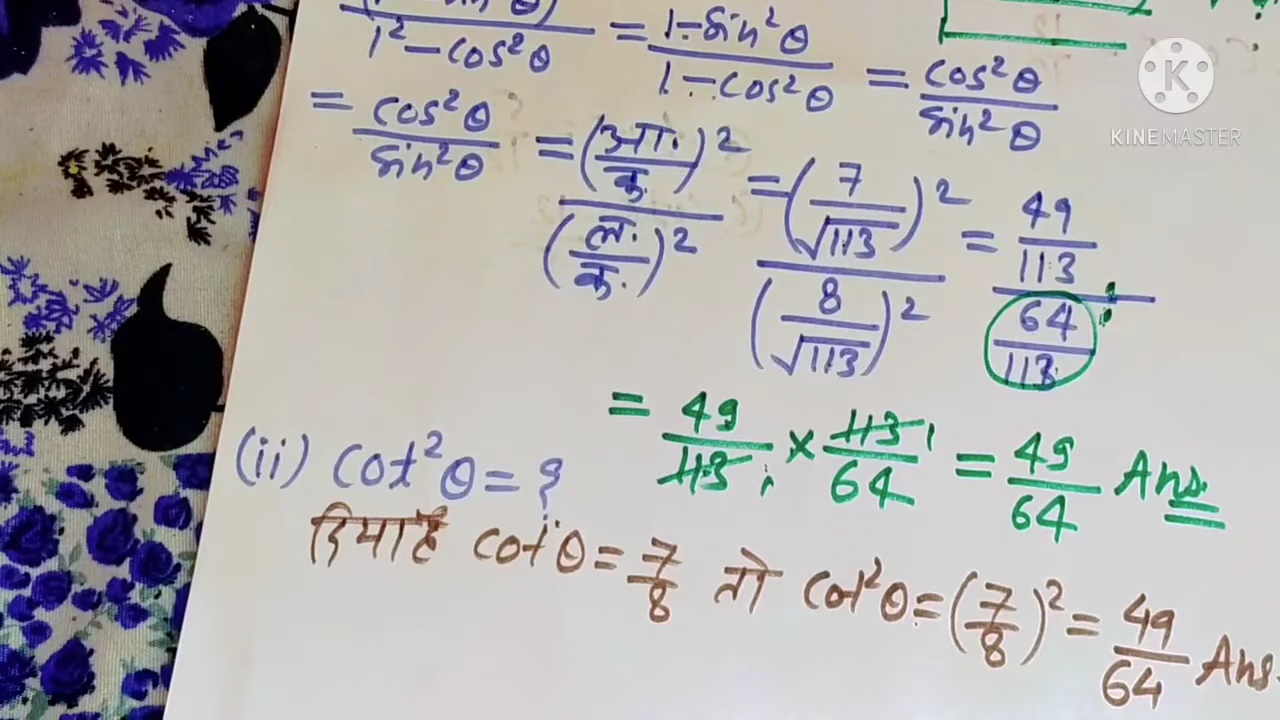 1² – cos²θ = 1 – sin²θ / 1 – cos²θ = cos²θ / sin²θ
= cos²θ / sin²θ = (आ./क.)² / (ल./क.)² = (7/√113)² / (8/√113)² = 49/113 / 64/113
= 49/113 × 113/64 = 49/64 Ans.
(ii) cot²θ = ?
दिया है cotθ = 7/8 तो cot²θ = (7/8)² = 49/64 Ans.
K
KINEMASTER